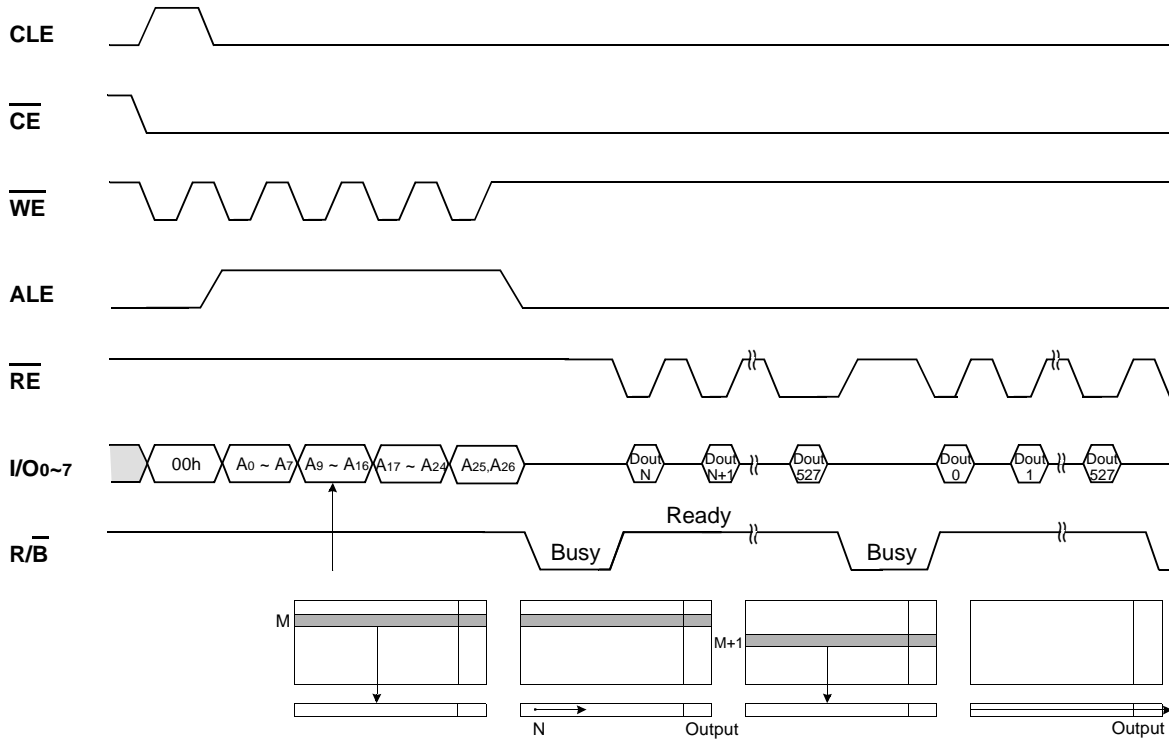 CLE
CE
WE
ALE
RE
I/O0~7 00h A0 ~ A7 A9 ~ A16 A17 ~ A24 A25,A26 Dout N Dout N+1 Dout 527 Dout 0 Dout 1 Dout 527
Ready
R/B Busy Busy
M M+1
N Output Output